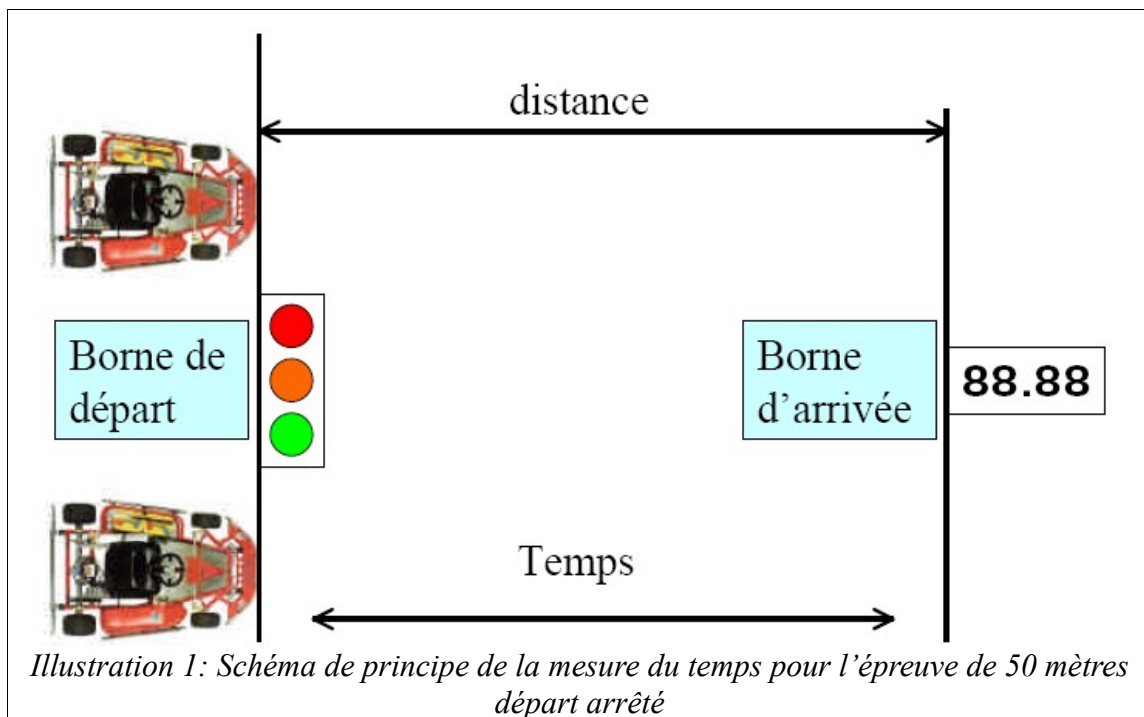 distance
Borne de
départ
Borne
d’arrivée
88.88
Temps
Illustration 1: Schéma de principe de la mesure du temps pour l’épreuve de 50 mètres
départ arrêté